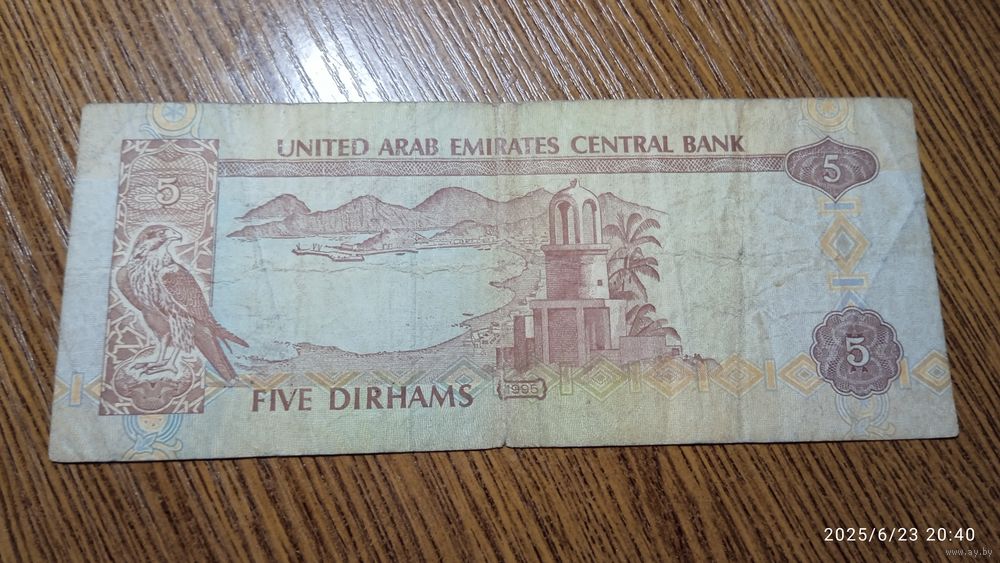 UNITED ARAB EMIRATES CENTRAL BANK
5
5
FIVE DIRHAMS
1995
5
2025/6/23 20:40
www.ay.by